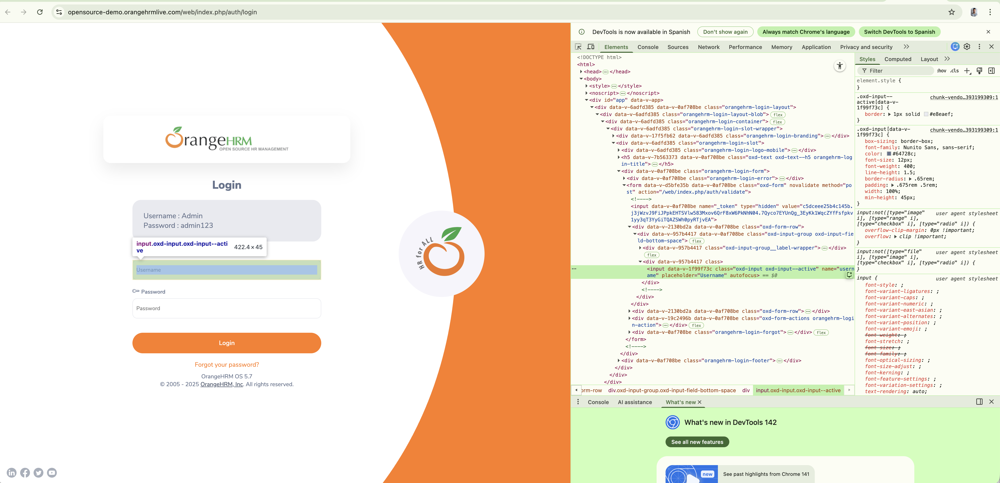 opensource-demo.orangehrmlive.com/web/index.php/auth/login
OrangeHRM
OPEN SOURCE HR MANAGEMENT
Login
Username : Admin
Password : admin123
input.oxd-input.oxd-input--acti
ve
422.4 × 45
Username
Password
Password
Login
Forgot your password?
OrangeHRM OS 5.7
© 2005 - 2025 OrangeHRM, Inc. All rights reserved.
HR for ALL
DevTools is now available in Spanish
Don't show again
Always match Chrome's language
Switch DevTools to Spanish
Elements Console Sources Network Performance Memory Application Privacy and security
<!DOCTYPE html>
<html>
<head> … </head>
<body>
<style> … </style>
<noscript> … </noscript>
<div id="app" data-v-app>
<div data-v-6adfd385 data-v-0af708be class="orangehrm-login-layout">
<div data-v-6adfd385 class="orangehrm-login-layout-blob"> flex
<div data-v-6adfd385 class="orangehrm-login-container"> flex
<div data-v-6adfd385 class="orangehrm-login-slot-wrapper">
<div data-v-17f5fb62 data-v-6adfd385 class="orangehrm-login-branding"> … </div>
<div data-v-6adfd385 class="orangehrm-login-slot">
<div data-v-0af708be class="orangehrm-login-logo-mobile"> … </div>
<h5 data-v-7b563373 data-v-0af708be class="oxd-text oxd-text--h5 orangehrm-log
in-title"> … </h5>
<div data-v-0af708be class="orangehrm-login-form">
<div data-v-0af708be class="orangehrm-login-error"> … </div>
<form data-v-d5bfe35b data-v-0af708be class="oxd-form" novalidate method="po
st" action="/web/index.php/auth/validate">
<!---->
<input data-v-0af708be name="_token" type="hidden" value="c5dceee25b4c145b.
j3jWzvJ9FiJPpkEHTSVlw583Mxov6QrF8xW6PkNhN04.7Qyco7EYUnQg_3EyKk1WqcZYfFsfpkv
1yy3qT3YyGiTQAZSWh0pyRTjvEA">
<div data-v-2130bd2a data-v-0af708be class="oxd-form-row">
<div data-v-957b4417 data-v-0af708be class="oxd-input-group oxd-input-fie
ld-bottom-space"> flex
<div data-v-957b4417 class="oxd-input-group__label-wrapper"> … </div>
flex
<div data-v-957b4417 class>
<input data-v-1f99f73c class="oxd-input oxd-input--active" name="usern
ame" placeholder="Username" autofocus> == $0
</div>
<!---->
</div>
</div>
<div data-v-2130bd2a data-v-0af708be class="oxd-form-row"> … </div>
<div data-v-19c2496b data-v-0af708be class="oxd-form-actions orangehrm-logi
n-action"> … </div> flex
<div data-v-0af708be class="orangehrm-login-forgot"> … </div> flex
</form>
<!---->
</div>
<div data-v-0af708be class="orangehrm-login-footer"> … </div>
</div>
</div>
</div>
orm-row div.oxd-input-group.oxd-input-field-bottom-space div input.oxd-input.oxd-input--active
Styles Computed Layout
Filter :hov .cls
element.style {
}
.oxd-input-- chunk-vendo…393199309:1
active[data-v-
1f99f73c] {
border: 1px solid #e8eaef;
}
.oxd-input[data-v- chunk-vendo…393199309:1
1f99f73c] {
box-sizing: border-box;
font-family: Nunito Sans, sans-serif;
color: #64728c;
font-size: 12px;
font-weight: 400;
line-height: 1.5;
border-radius: .65rem;
padding: .675rem .5rem;
width: 100%;
min-height: 45px;
}
input:not([type="image" user agent stylesheet
i], [type="range" i],
[type="checkbox" i], [type="radio" i]) {
overflow-clip-margin: 0px !important;
overflow: clip !important;
}
input:not([type="file" user agent stylesheet
i], [type="image" i],
[type="checkbox" i], [type="radio" i]) {
}
input { user agent stylesheet
font-style: ;
font-variant-ligatures: ;
font-variant-caps: ;
font-variant-numeric: ;
font-variant-east-asian: ;
font-variant-alternates: ;
font-variant-position: ;
font-variant-emoji: ;
font-weight: ;
font-stretch: ;
font-size: ;
font-family: ;
font-optical-sizing: ;
font-size-adjust: ;
font-kerning: ;
font-feature-settings: ;
font-variation-settings: ;
text-rendering: auto;
Console AI assistance What's new
What's new in DevTools 142
See all new features
new
See past highlights from Chrome 141